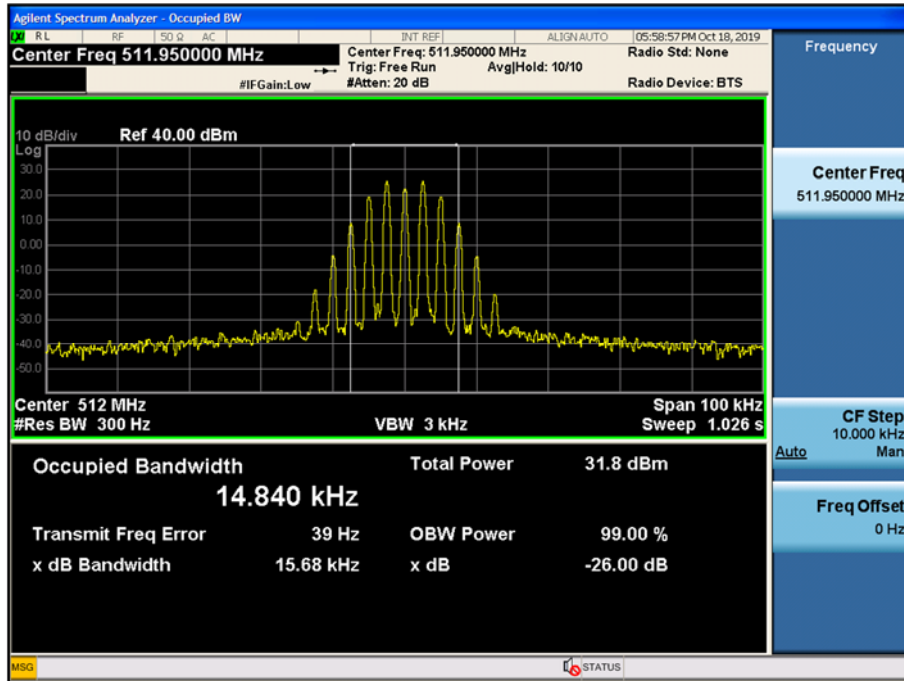 Agilent Spectrum Analyzer - Occupied BW
LXI RL RF 50 Ω AC INT REF ALIGN AUTO 05:58:57 PM Oct 18, 2019
Center Freq 511.950000 MHz
Center Freq: 511.950000 MHz
Radio Std: None
Trig: Free Run Avg|Hold: 10/10
#IFGain:Low #Atten: 20 dB
Radio Device: BTS
Frequency
10 dB/div Ref 40.00 dBm
Log
30.0
20.0
10.0
0.00
-10.0
-20.0
-30.0
-40.0
-50.0
Center 512 MHz Span 100 kHz
#Res BW 300 Hz VBW 3 kHz Sweep 1.026 s
Occupied Bandwidth Total Power 31.8 dBm
14.840 kHz
Transmit Freq Error 39 Hz OBW Power 99.00 %
x dB Bandwidth 15.68 kHz x dB -26.00 dB
Center Freq
511.950000 MHz
CF Step
10.000 kHz
Auto Man
Freq Offset
0 Hz
MSG STATUS